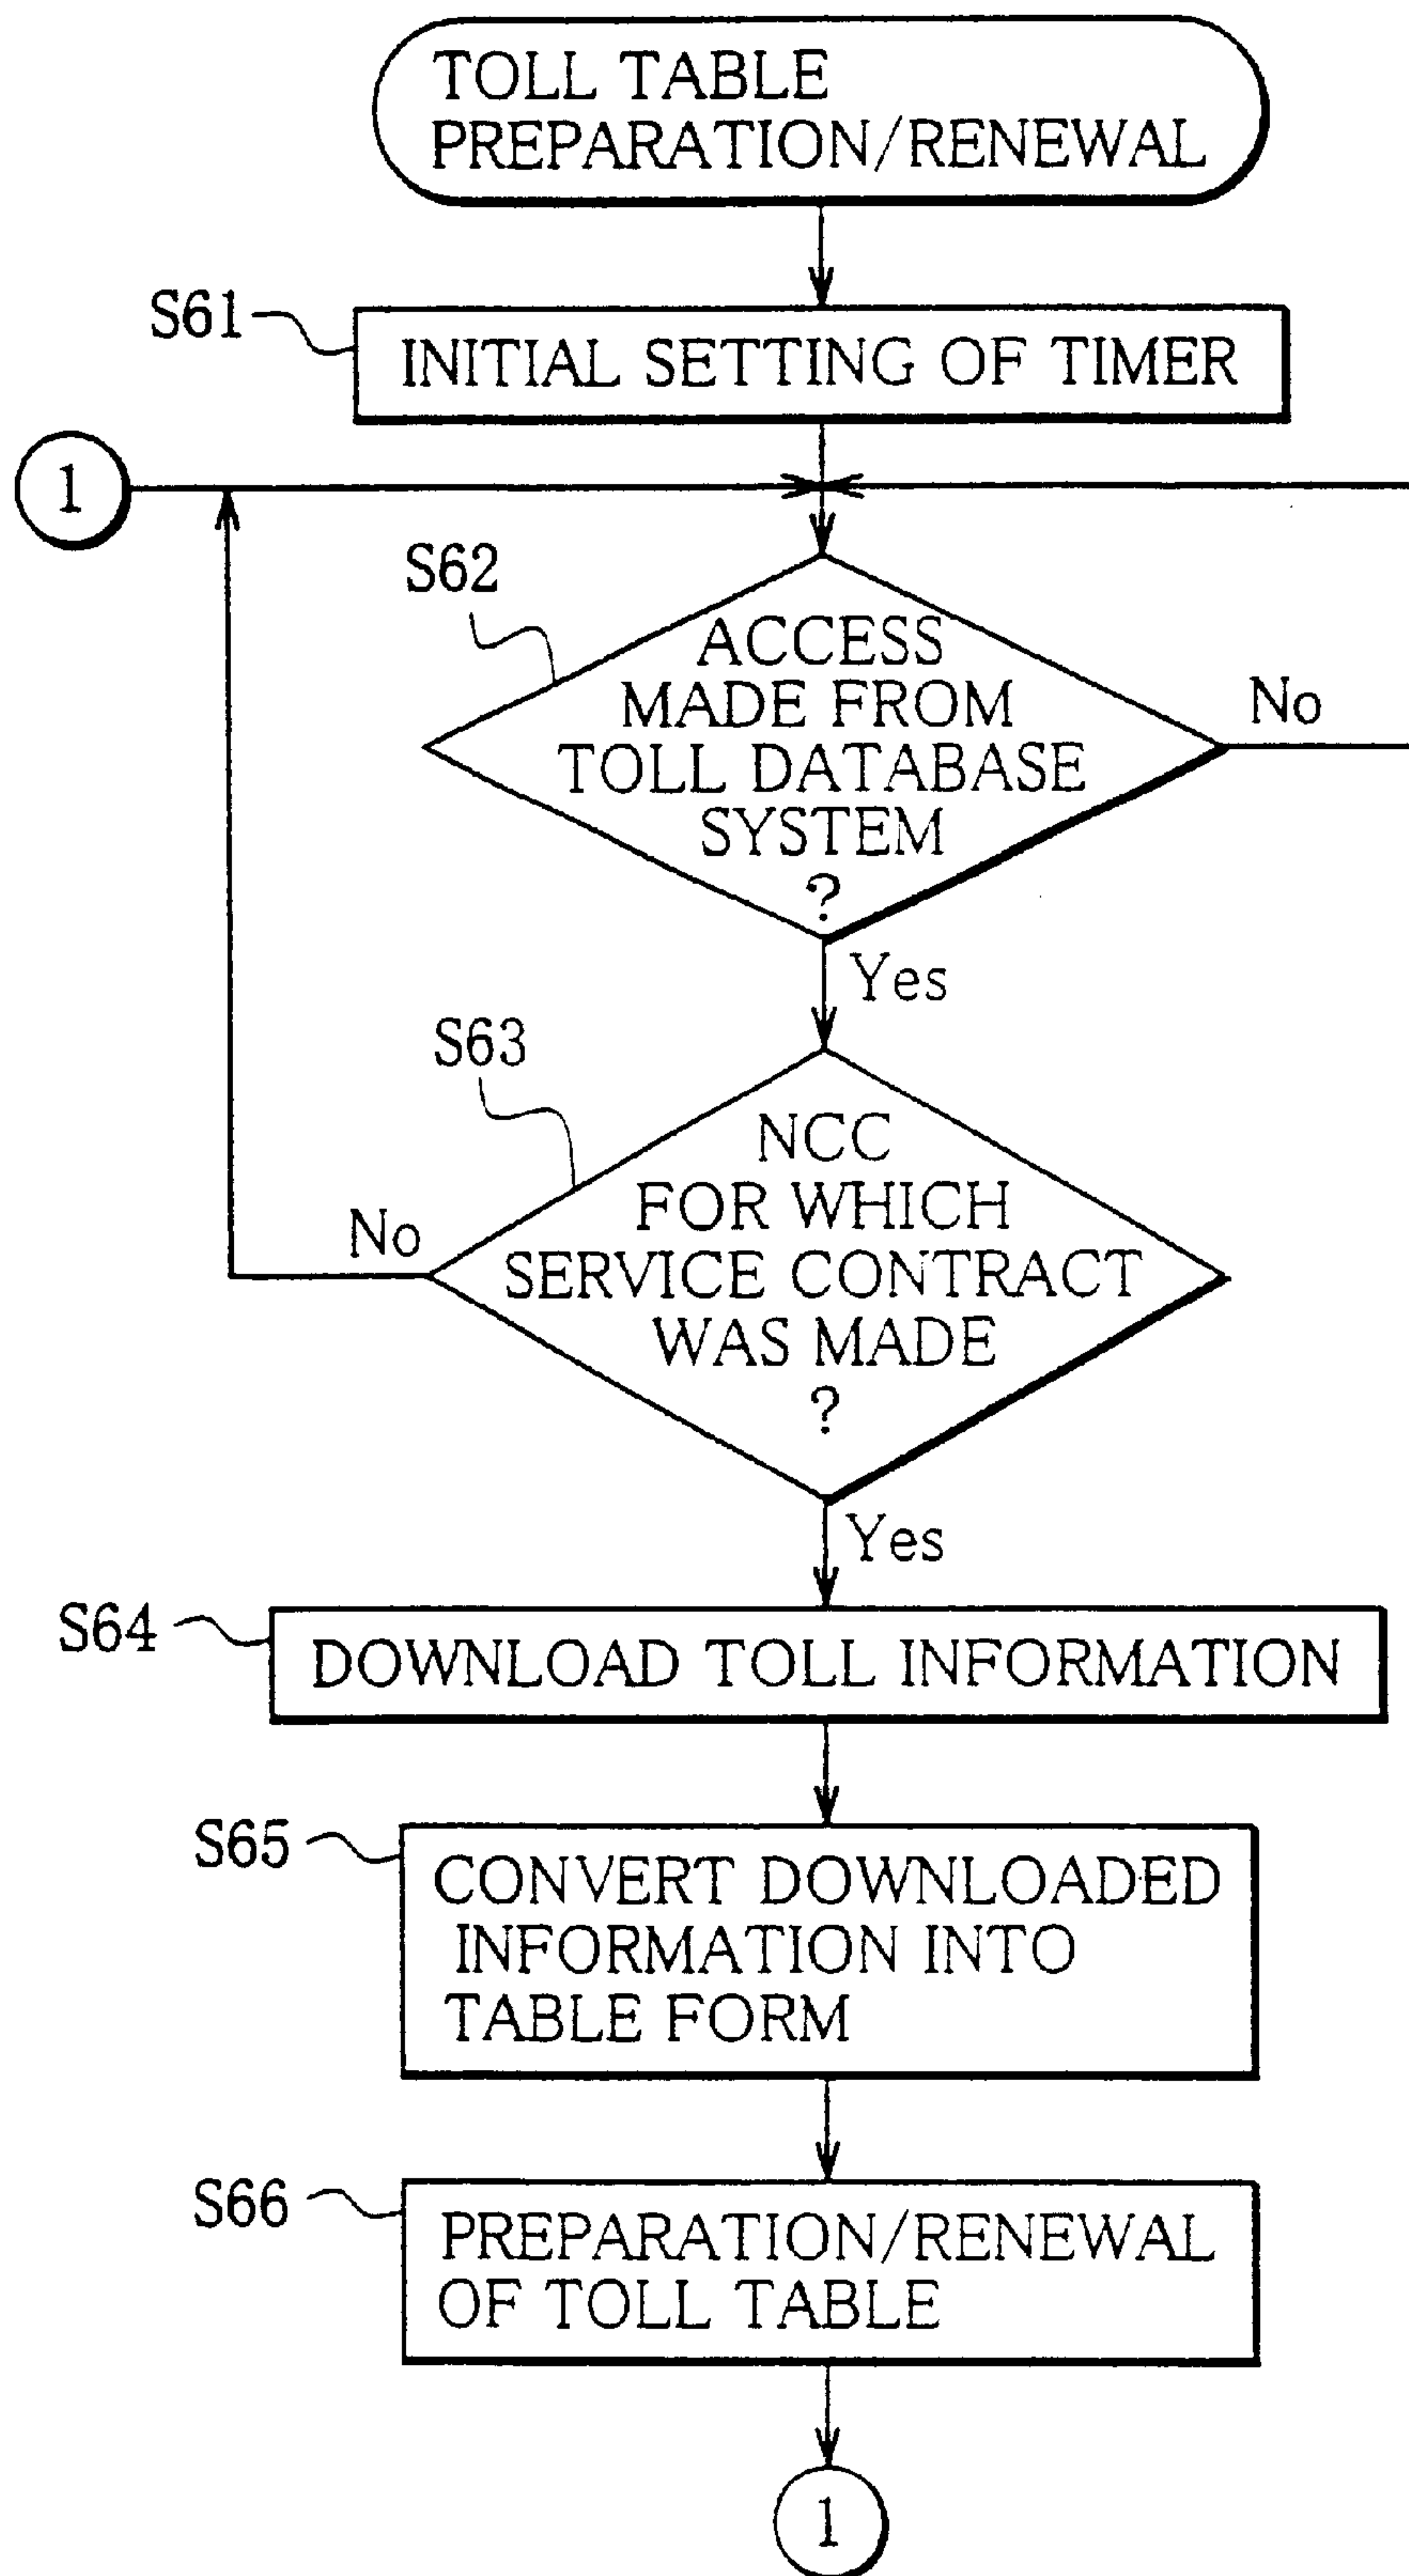 TOLL TABLE
PREPARATION/RENEWAL
S61
INITIAL SETTING OF TIMER
1
S62
ACCESS
MADE FROM
TOLL DATABASE
SYSTEM
?
No
Yes
S63
NCC
FOR WHICH
SERVICE CONTRACT
WAS MADE
?
No
Yes
S64
DOWNLOAD TOLL INFORMATION
S65
CONVERT DOWNLOADED
INFORMATION INTO
TABLE FORM
S66
PREPARATION/RENEWAL
OF TOLL TABLE
1